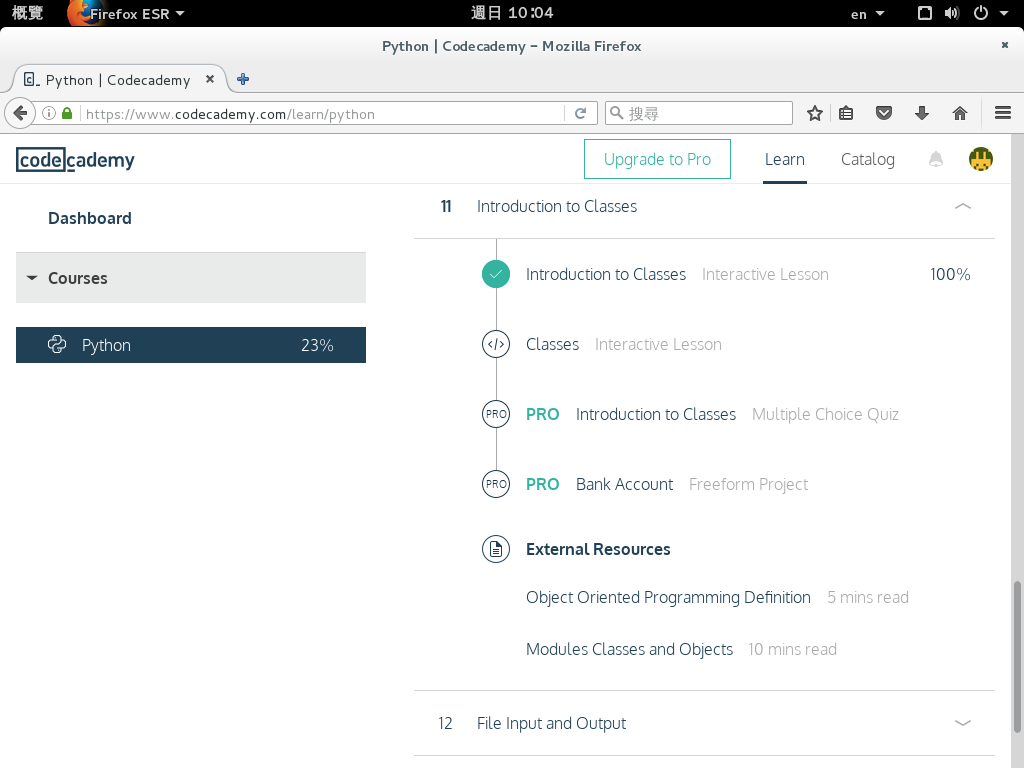 概覽 Firefox ESR 週日 10:04 en
Python | Codecademy – Mozilla Firefox
c_ Python | Codecademy
https://www.codecademy.com/learn/python 搜尋
codecademy Upgrade to Pro Learn Catalog
Dashboard
Courses
Python 23%
11 Introduction to Classes
Introduction to Classes Interactive Lesson 100%
</> Classes Interactive Lesson
PRO PRO Introduction to Classes Multiple Choice Quiz
PRO PRO Bank Account Freeform Project
External Resources
Object Oriented Programming Definition 5 mins read
Modules Classes and Objects 10 mins read
12 File Input and Output